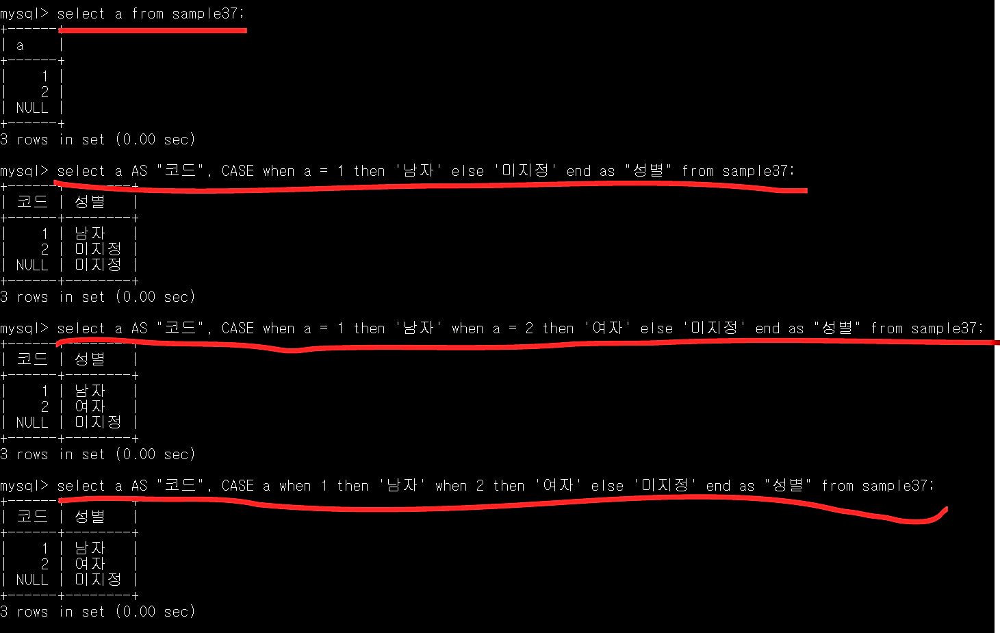 mysql> select a from sample37;
+------+
| a    |
+------+
|    1 |
|    2 |
| NULL |
+------+
3 rows in set (0.00 sec)
mysql> select a AS "코드", CASE when a = 1 then '남자' else '미지정' end as "성별" from sample37;
+------+--------+
| 코드 | 성별   |
+------+--------+
|    1 | 남자   |
|    2 | 미지정 |
| NULL | 미지정 |
+------+--------+
3 rows in set (0.00 sec)
mysql> select a AS "코드", CASE when a = 1 then '남자' when a = 2 then '여자' else '미지정' end as "성별" from sample37;
+------+--------+
| 코드 | 성별   |
+------+--------+
|    1 | 남자   |
|    2 | 여자   |
| NULL | 미지정 |
+------+--------+
3 rows in set (0.00 sec)
mysql> select a AS "코드", CASE a when 1 then '남자' when 2 then '여자' else '미지정' end as "성별" from sample37;
+------+--------+
| 코드 | 성별   |
+------+--------+
|    1 | 남자   |
|    2 | 여자   |
| NULL | 미지정 |
+------+--------+
3 rows in set (0.00 sec)